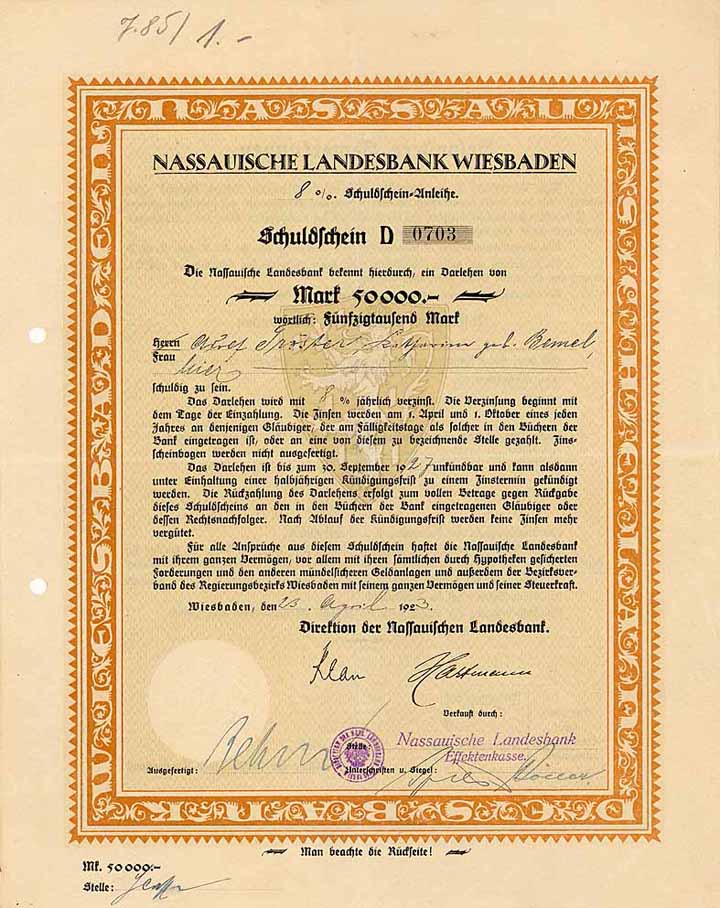 7.85/1.-
NASSAUISCHE LANDESBANK WIESBADEN
8 %. Schuldschein-Anleihe.
Schuldschein D 0703
Die Nassauische Landesbank bekennt hierdurch, ein Darlehen von
Mark 50000.-
wörtlich: Fünfzigtausend Mark
Herrn
Frau
Tröster, Katharina geb. Bemel,
hier
schuldig zu sein.
Das Darlehen wird mit 8 % jährlich verzinst. Die Verzinsung beginnt mit
dem Tage der Einzahlung. Die Zinsen werden am 1. April und 1. Oktober eines jeden
Jahres an denjenigen Gläubiger, der am Fälligkeitstage als solcher in den Büchern der
Bank eingetragen ist, oder an eine von diesem zu bezeichnende Stelle gezahlt. Zins-
scheinbogen werden nicht ausgefertigt.
Das Darlehen ist bis zum 30. September 1927 unkündbar und kann alsdann
unter Einhaltung einer halbjährigen Kündigungsfrist zu einem Zinstermin gekündigt
werden. Die Rückzahlung des Darlehens erfolgt zum vollen Betrage gegen Rückgabe
dieses Schuldscheins an den in den Büchern der Bank eingetragenen Gläubiger oder
dessen Rechtsnachfolger. Nach Ablauf der Kündigungsfrist werden keine Zinsen mehr
vergütet.
Für alle Ansprüche aus diesem Schuldschein haftet die Nassauische Landesbank
mit ihrem ganzen Vermögen, vor allem mit ihren sämtlichen durch Hypotheken gesicherten
Forderungen und den anderen mündelsicheren Geldanlagen und außerdem der Bezirksver-
band des Regierungsbezirks Wiesbaden mit seinem ganzen Vermögen und seiner Steuerkraft.
Wiesbaden, den 23. April 1923.
Direktion der Nassauischen Landesbank.
Klau Hartmann
Verkauft durch:
Nassauische Landesbank
Effektenkasse.
Stelle:
Ausgefertigt: Unterschriften u. Siegel:
Man beachte die Rückseite!
Mk. 50000.-
Stelle: